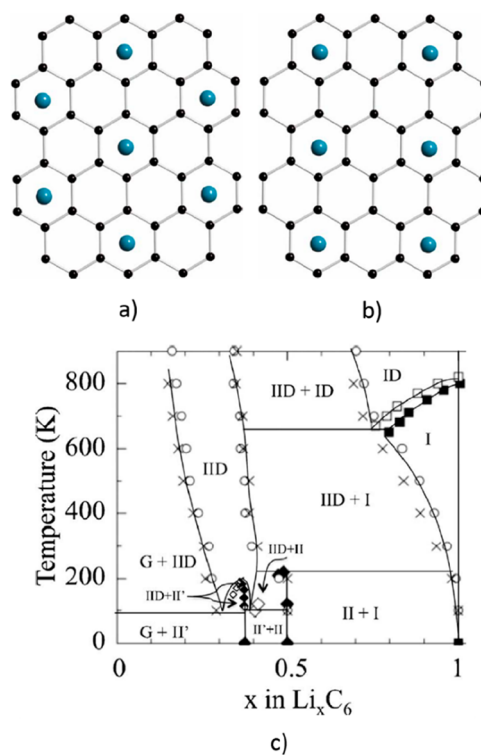 a) b)
800
600
400
200
0
Temperature (K)
IID + ID
ID
I
IID
IID + I
IID+II
G + IID
IID+II'
II + I
G + II'
II'+II
0 0.5 1
x in LiₓC₆
c)